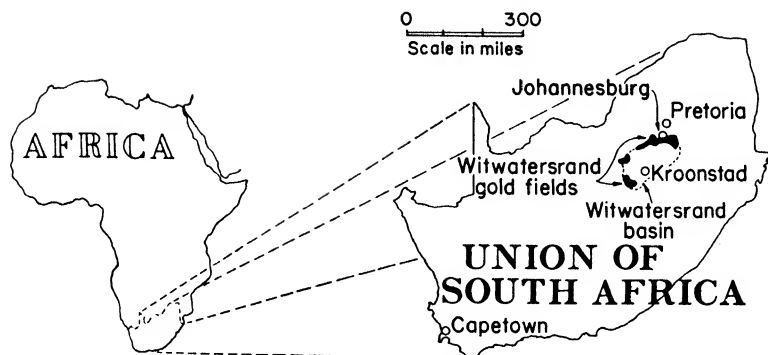 0 300
Scale in miles
AFRICA
Johannesburg
Pretoria
Witwatersrand
gold fields
Kroonstad
Witwatersrand
basin
UNION OF
SOUTH AFRICA
Capetown